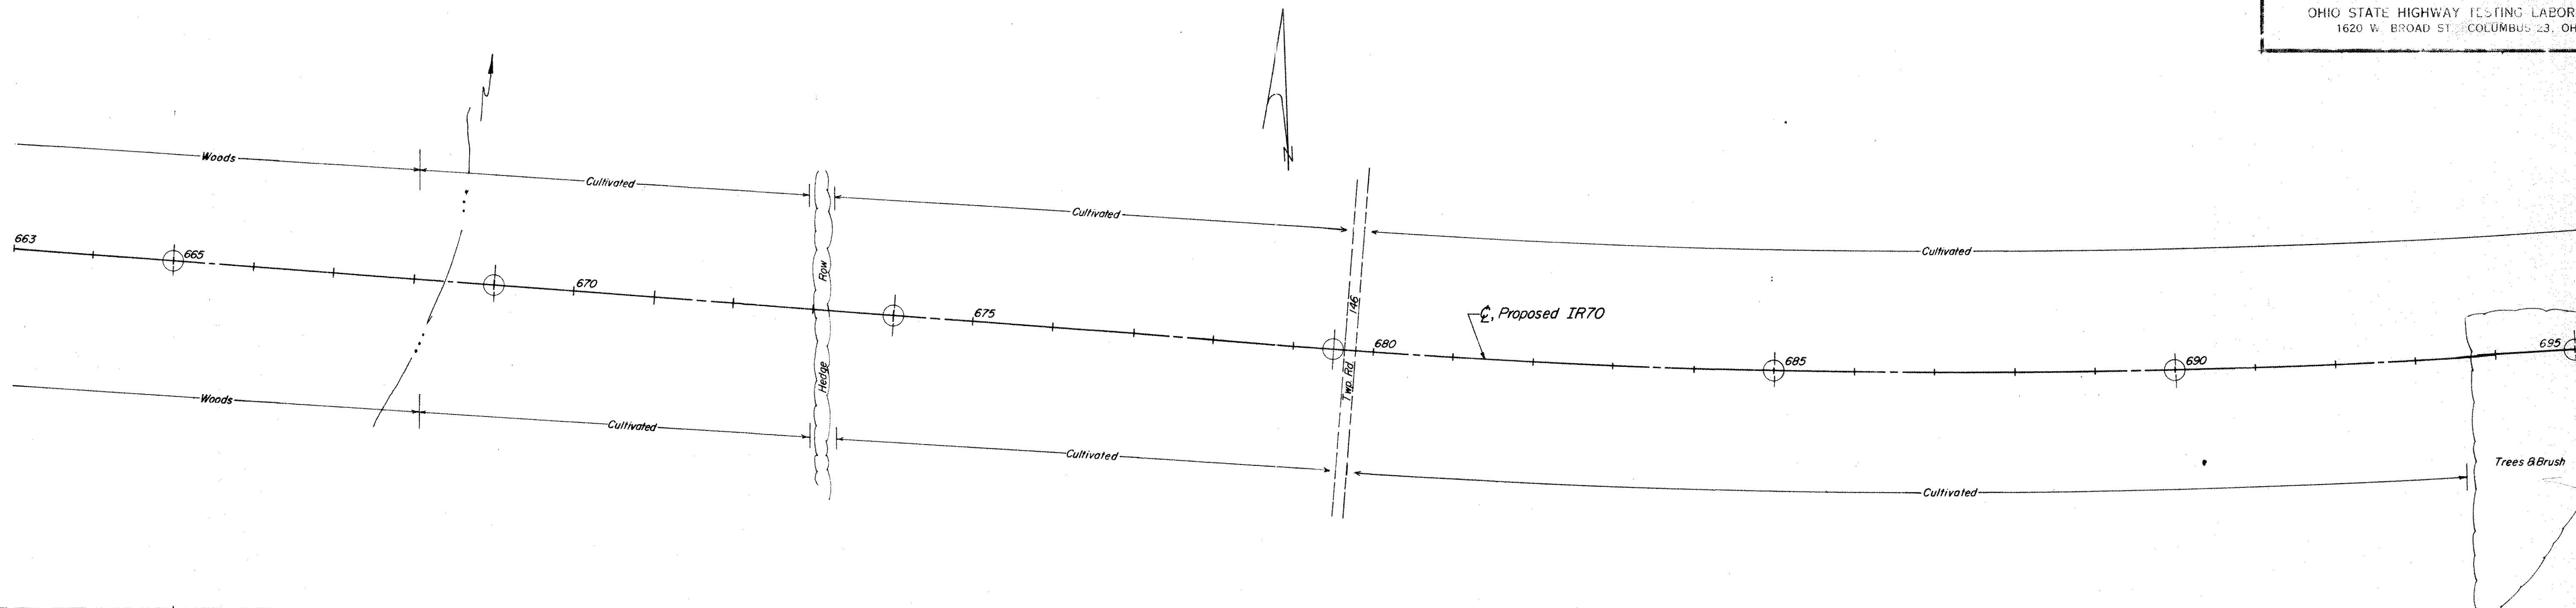 OHIO STATE HIGHWAY TESTING LABOR
1620 W. BROAD ST. COLUMBUS 23, OH
N
N
Woods
Cultivated
Cultivated
Cultivated
663
665
670
675
680
685
690
695
℄, Proposed IR70
Hedge Row
Twp. Rd. 146
Woods
Cultivated
Cultivated
Cultivated
Trees & Brush